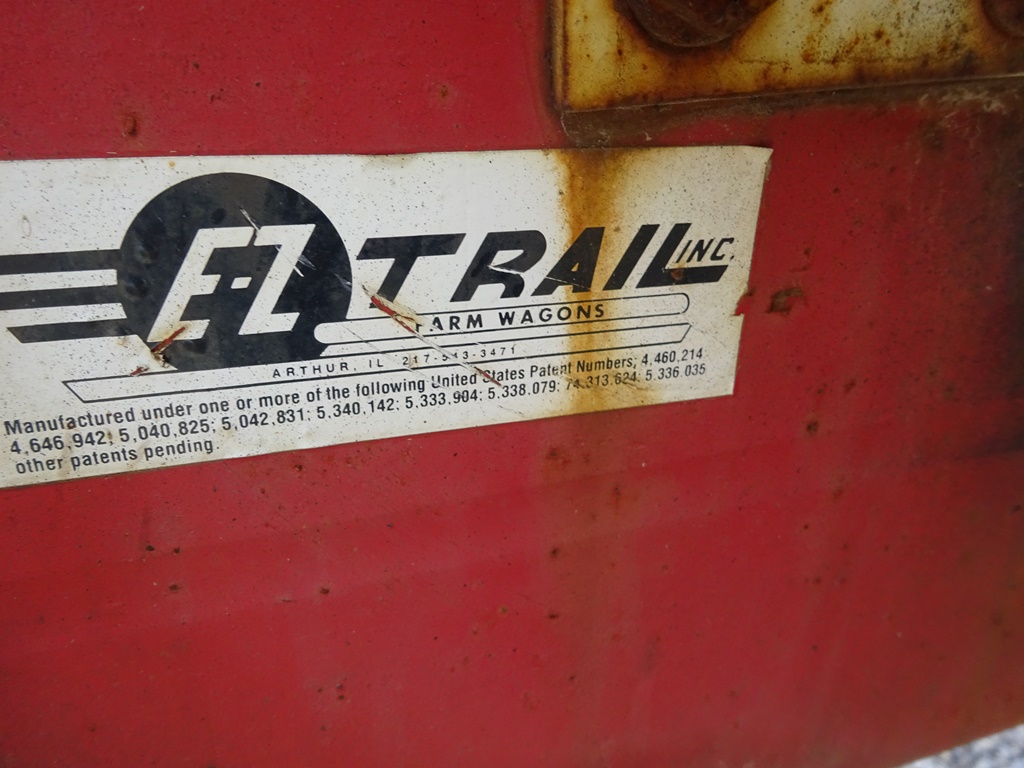 E-Z TRAIL INC.
FARM WAGONS
ARTHUR, IL 217-543-3471
Manufactured under one or more of the following United States Patent Numbers; 4,460,214
4,646,942; 5,040,825; 5,042,831; 5,340,142; 5,333,904; 5,338,079; 74,313,624; 5,336,035
other patents pending.